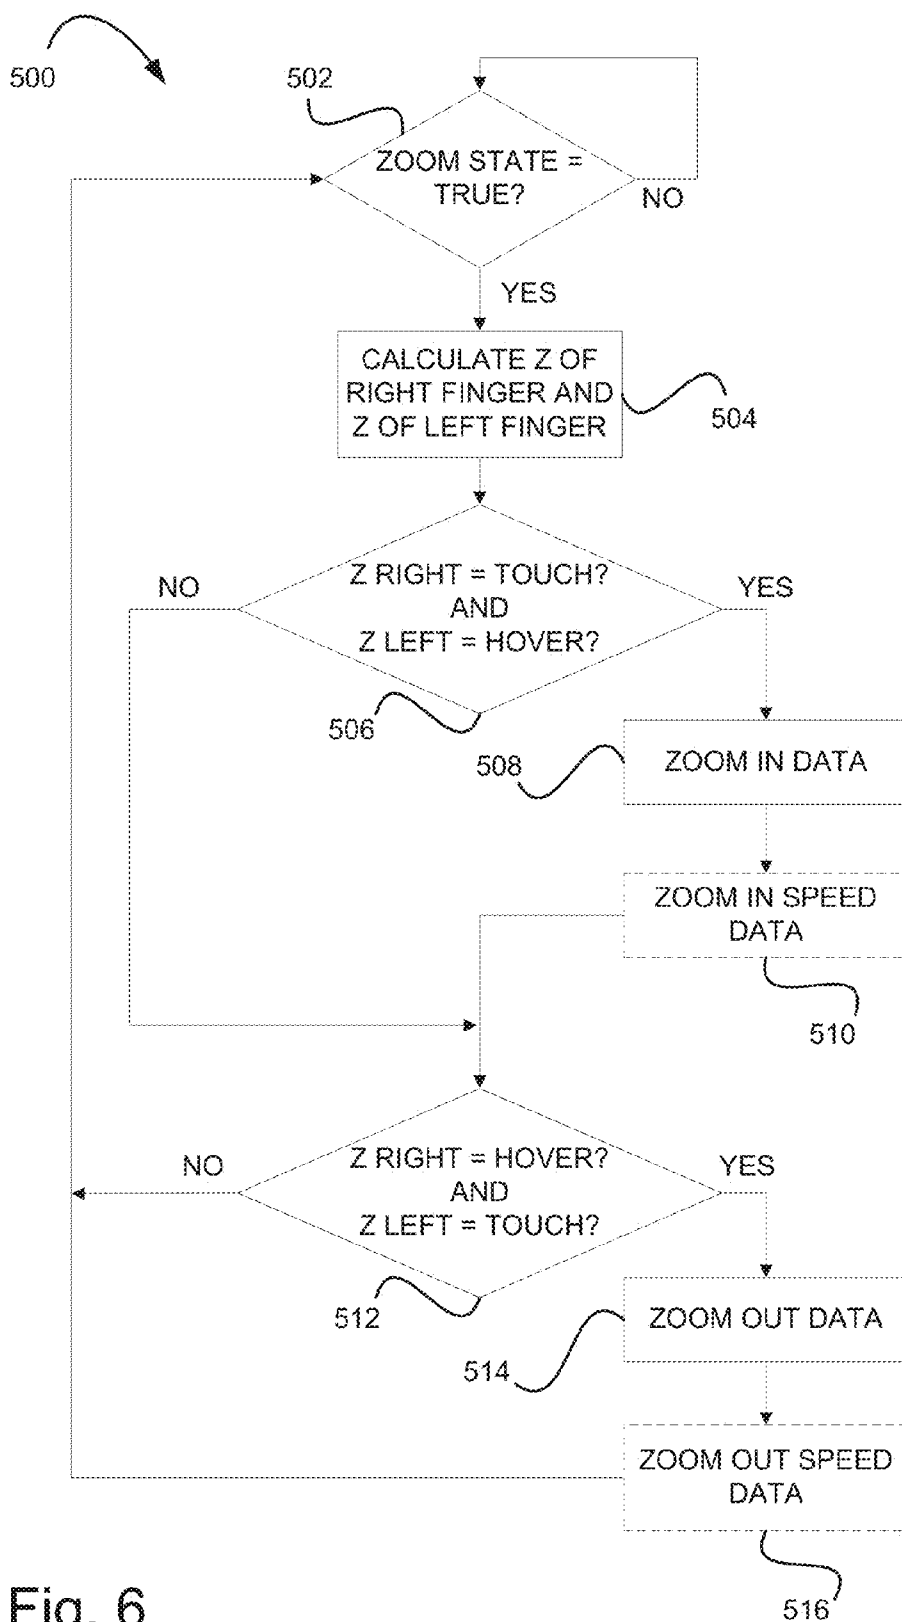 500
502
ZOOM STATE =
TRUE?
NO
YES
CALCULATE Z OF
RIGHT FINGER AND
Z OF LEFT FINGER
504
NO
Z RIGHT = TOUCH?
AND
Z LEFT = HOVER?
YES
506
508
ZOOM IN DATA
ZOOM IN SPEED
DATA
510
NO
Z RIGHT = HOVER?
AND
Z LEFT = TOUCH?
YES
512
514
ZOOM OUT DATA
ZOOM OUT SPEED
DATA
516
Fig. 6